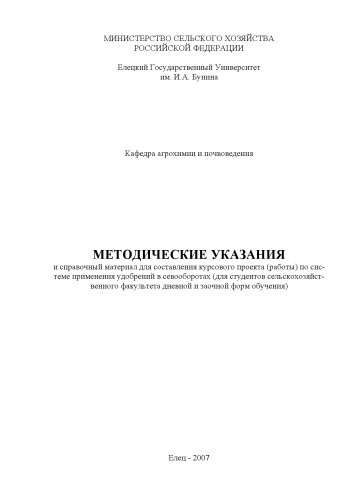 МИНИСТЕРСТВО СЕЛЬСКОГО ХОЗЯЙСТВА
РОССИЙСКОЙ ФЕДЕРАЦИИ
Елецкий Государственный Университет
им. И.А. Бунина
Кафедра агрохимии и почвоведения
МЕТОДИЧЕСКИЕ УКАЗАНИЯ
и справочный материал для составления курсового проекта (работы) по сис-
теме применения удобрений в севооборотах (для студентов сельскохозяйст-
венного факультета дневной и заочной форм обучения)
Елец - 2007